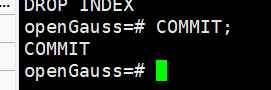 DROP INDEX
openGauss=# COMMIT;
COMMIT
openGauss=#